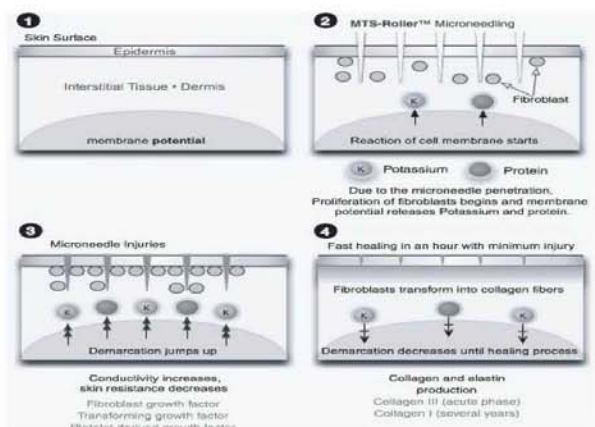 1
Skin Surface
Epidermis
Interstitial Tissue • Dermis
membrane potential
2
MTS-Roller™ Microneedling
Fibroblast
K
Reaction of cell membrane starts
K Potassium Protein
Due to the microneedle penetration,
Proliferation of fibroblasts begins and membrane
potential releases Potassium and protein.
3
Microneedle Injuries
K K K
Demarcation jumps up
Conductivity increases,
skin resistance decreases
Fibroblast growth factor
Transforming growth factor
Platelet derived growth factor
4
Fast healing in an hour with minimum injury
Fibroblasts transform into collagen fibers
K K
Demarcation decreases until healing process
Collagen and elastin
production
Collagen III (acute phase)
Collagen I (several years)